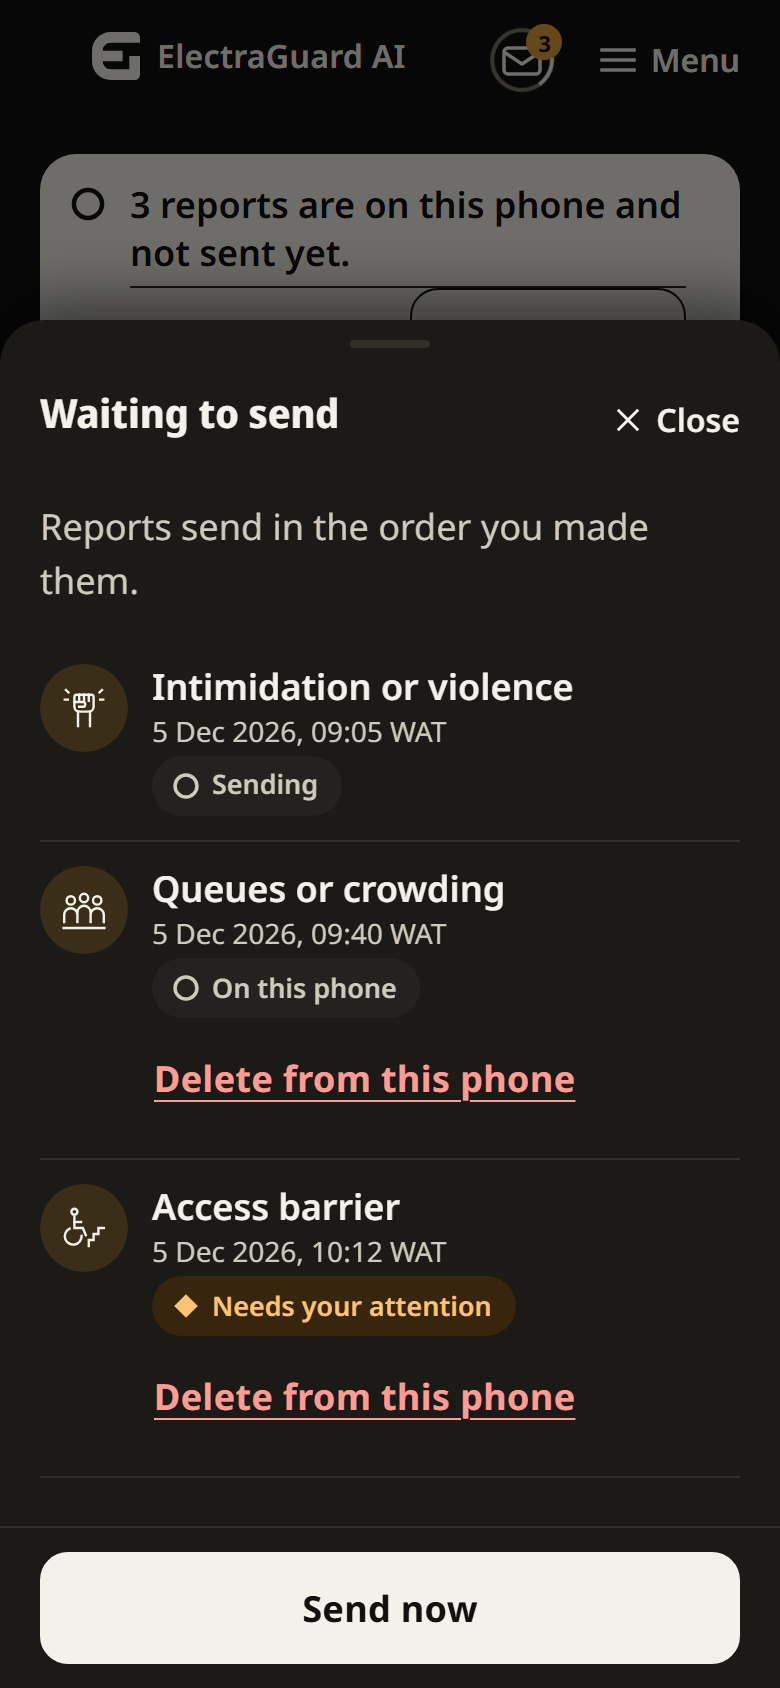 ElectraGuard AI
3
Menu
3 reports are on this phone and
not sent yet.
Waiting to send
Close
Reports send in the order you made
them.
Intimidation or violence
5 Dec 2026, 09:05 WAT
Sending
Queues or crowding
5 Dec 2026, 09:40 WAT
On this phone
Delete from this phone
Access barrier
5 Dec 2026, 10:12 WAT
Needs your attention
Delete from this phone
Send now